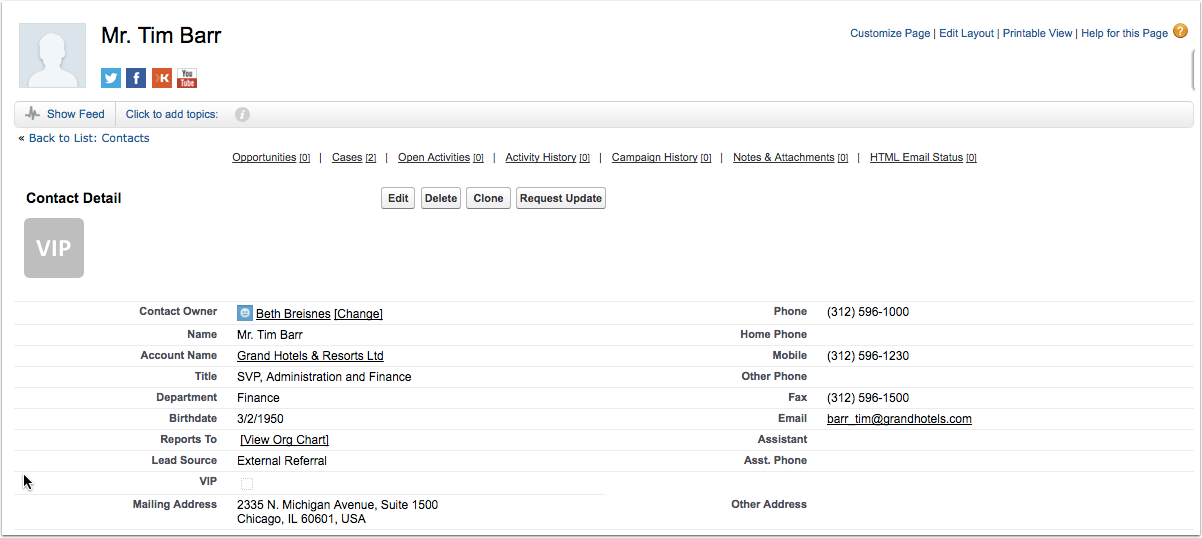 Mr. Tim Barr
Customize Page | Edit Layout | Printable View | Help for this Page ?
You Tube
Show Feed Click to add topics: i
« Back to List: Contacts
Opportunities [0] | Cases [2] | Open Activities [0] | Activity History [0] | Campaign History [0] | Notes & Attachments [0] | HTML Email Status [0]
Contact Detail Edit Delete Clone Request Update
VIP
Contact Owner Beth Breisnes [Change] Phone (312) 596-1000
Name Mr. Tim Barr Home Phone
Account Name Grand Hotels & Resorts Ltd Mobile (312) 596-1230
Title SVP, Administration and Finance Other Phone
Department Finance Fax (312) 596-1500
Birthdate 3/2/1950 Email barr_tim@grandhotels.com
Reports To [View Org Chart] Assistant
Lead Source External Referral Asst. Phone
VIP
Mailing Address 2335 N. Michigan Avenue, Suite 1500 Other Address
Chicago, IL 60601, USA